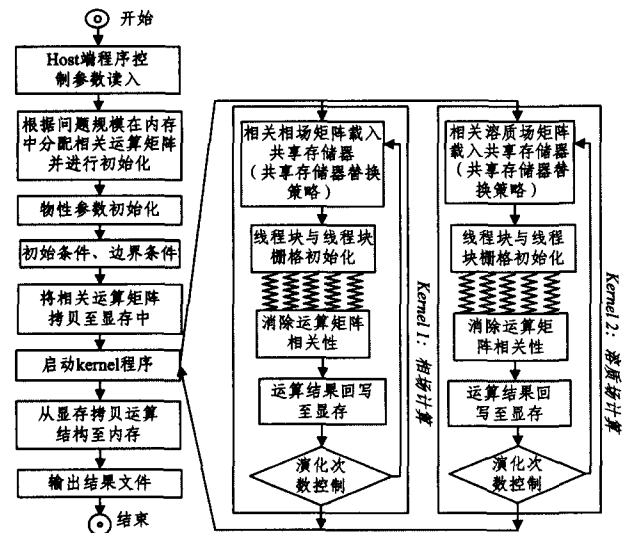 开始
Host端程序控
制参数读入
根据问题规模在内存
中分配相关运算矩阵
并进行初始化
物性参数初始化
初始条件、边界条件
将相关运算矩阵
拷贝至显存中
启动kernel程序
从显存拷贝运算
结构至内存
输出结果文件
结束
相关相场矩阵载入
共享存储器
（共享存储器替换
策略）
线程块与线程块
栅格初始化
消除运算矩阵
相关性
运算结果回写
至显存
演化次
数控制
Kernel 1：相场计算
相关溶质场矩阵
载入共享存储器
（共享存储器替
换策略）
线程块与线程
块栅格初始化
消除运算矩
阵相关性
运算结果回
写至显存
演化次
数控制
Kernel 2：溶质场计算